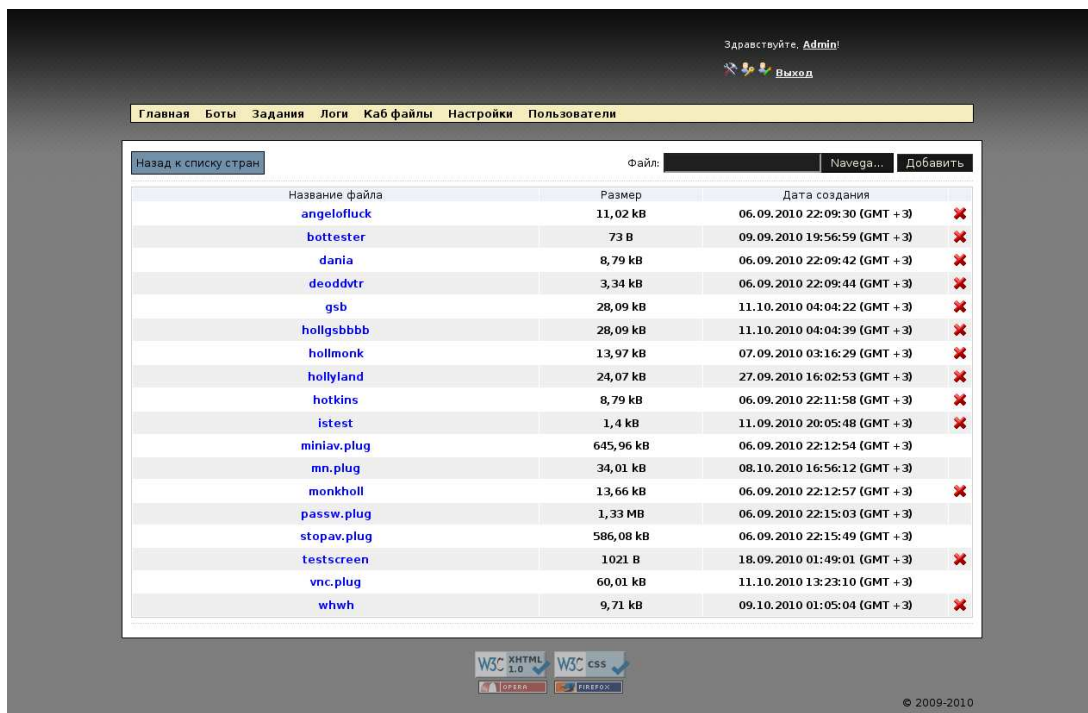 Здравствуйте, Admin!
Выход
Главная Боты Задания Логи Каб файлы Настройки Пользователи
Назад к списку стран Файл: Navega... Добавить
Название файла Размер Дата создания
angelofluck 11,02 kB 06.09.2010 22:09:30 (GMT +3)
bottester 73 B 09.09.2010 19:56:59 (GMT +3)
dania 8,79 kB 06.09.2010 22:09:42 (GMT +3)
deoddvtr 3,34 kB 06.09.2010 22:09:44 (GMT +3)
gsb 28,09 kB 11.10.2010 04:04:22 (GMT +3)
hollgsbbbb 28,09 kB 11.10.2010 04:04:39 (GMT +3)
hollmonk 13,97 kB 07.09.2010 03:16:29 (GMT +3)
hollyland 24,07 kB 27.09.2010 16:02:53 (GMT +3)
hotkins 8,79 kB 06.09.2010 22:11:58 (GMT +3)
istest 1,4 kB 11.09.2010 20:05:48 (GMT +3)
miniav.plug 645,96 kB 06.09.2010 22:12:54 (GMT +3)
mn.plug 34,01 kB 08.10.2010 16:56:12 (GMT +3)
monkholl 13,66 kB 06.09.2010 22:12:57 (GMT +3)
passw.plug 1,33 MB 06.09.2010 22:15:03 (GMT +3)
stopav.plug 586,08 kB 06.09.2010 22:15:49 (GMT +3)
testscreen 1021 B 18.09.2010 01:49:01 (GMT +3)
vnc.plug 60,01 kB 11.10.2010 13:23:10 (GMT +3)
whwh 9,71 kB 09.10.2010 01:05:04 (GMT +3)
W3C XHTML 1.0 W3C css
OPERA FIREFOX
© 2009-2010